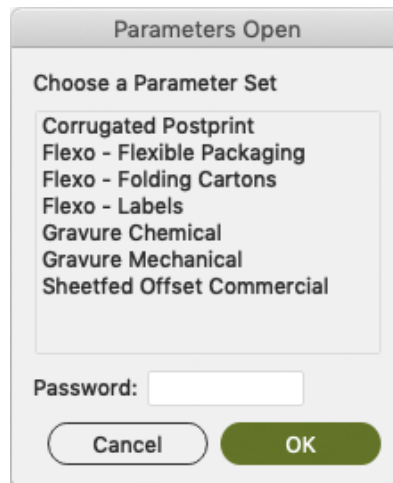 Parameters Open
Choose a Parameter Set
Corrugated Postprint
Flexo - Flexible Packaging
Flexo - Folding Cartons
Flexo - Labels
Gravure Chemical
Gravure Mechanical
Sheetfed Offset Commercial
Password:
Cancel OK